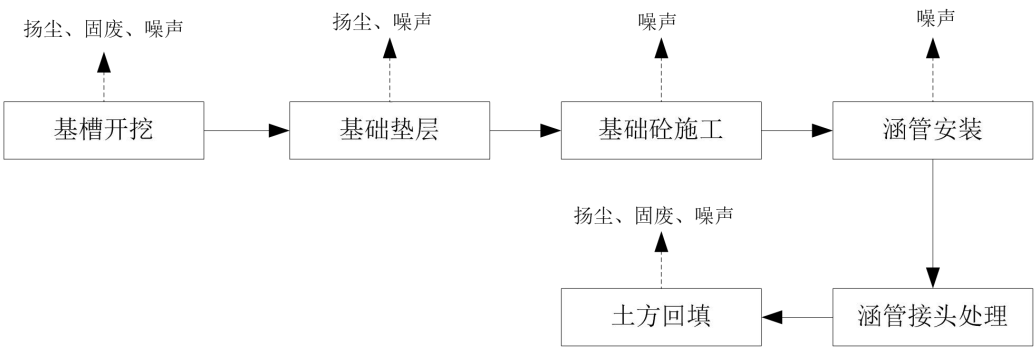 扬尘、固废、噪声
扬尘、噪声
噪声
噪声
基槽开挖
基础垫层
基础砼施工
涵管安装
扬尘、固废、噪声
土方回填
涵管接头处理